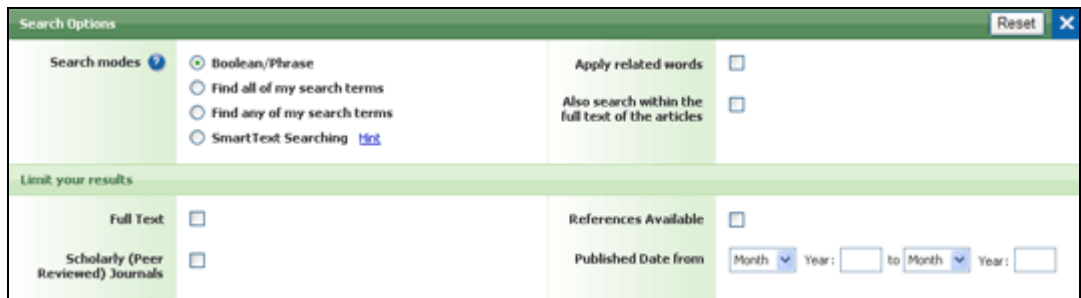 Search Options Reset
Search modes ? Boolean/Phrase
Find all of my search terms
Find any of my search terms
SmartText Searching Hint
Apply related words
Also search within the
full text of the articles
Limit your results
Full Text
Scholarly (Peer
Reviewed) Journals
References Available
Published Date from Month Year: to Month Year: